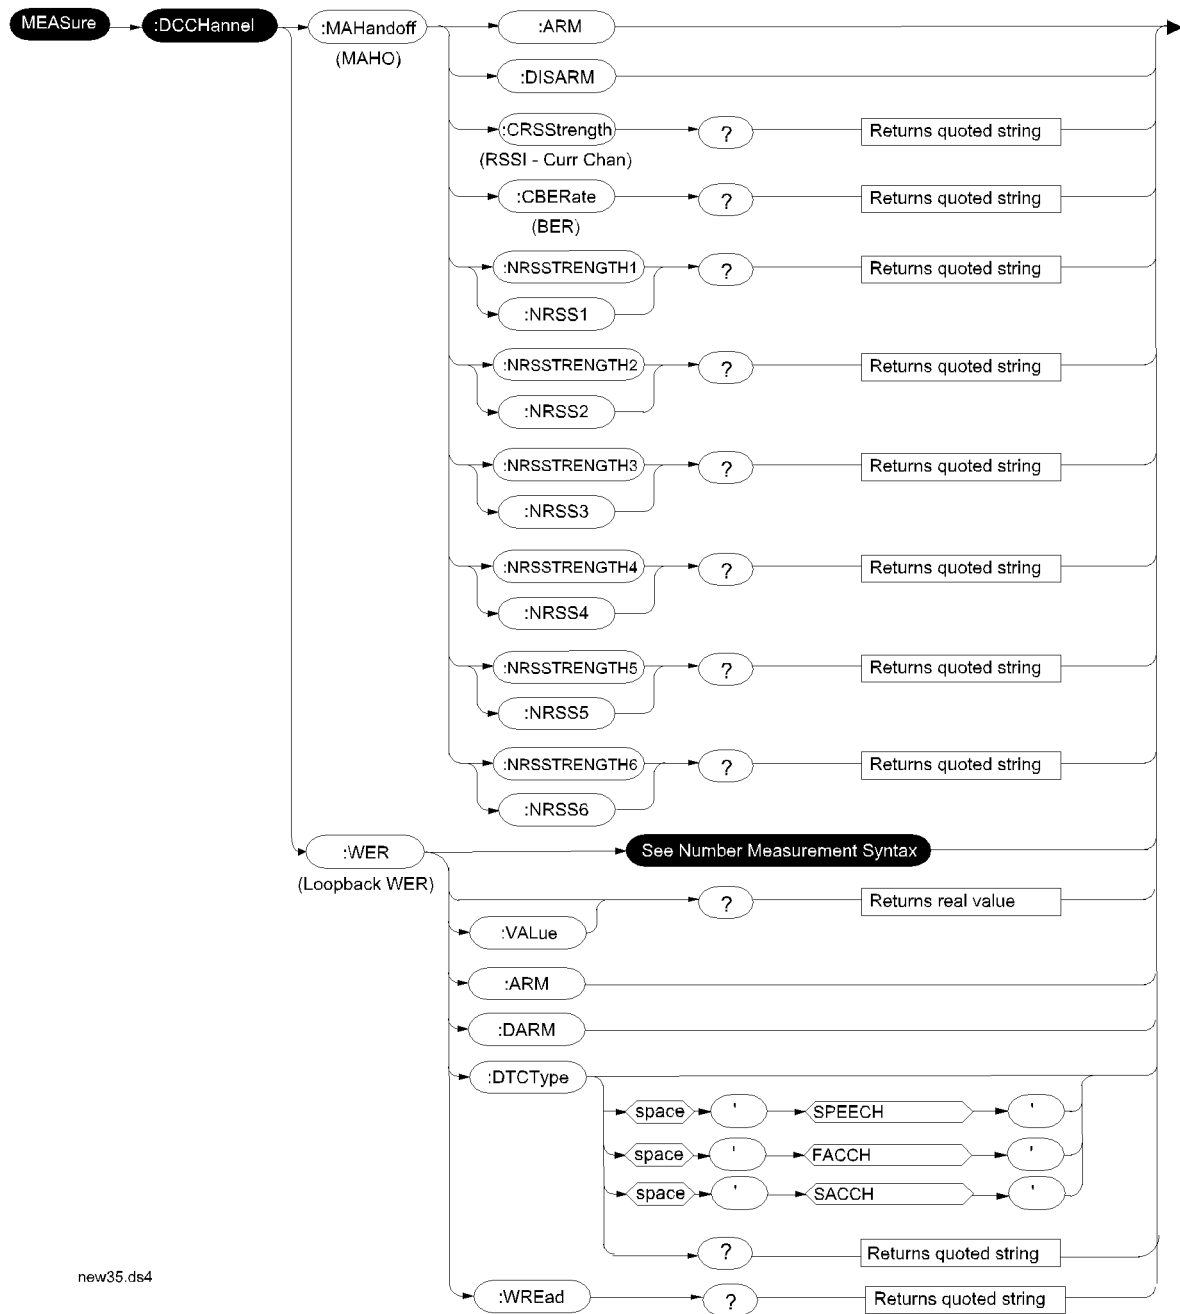 MEASure :DCCHannel :MAHandoff :ARM
(MAHO)
:DISARM
:CRSStrength ? Returns quoted string
(RSSI - Curr Chan)
:CBERate ? Returns quoted string
(BER)
:NRSSTRENGTH1 ? Returns quoted string
:NRSS1
:NRSSTRENGTH2 ? Returns quoted string
:NRSS2
:NRSSTRENGTH3 ? Returns quoted string
:NRSS3
:NRSSTRENGTH4 ? Returns quoted string
:NRSS4
:NRSSTRENGTH5 ? Returns quoted string
:NRSS5
:NRSSTRENGTH6 ? Returns quoted string
:NRSS6
:WER See Number Measurement Syntax
(Loopback WER)
? Returns real value
:VALue
:ARM
:DARM
:DTCType
space ' SPEECH '
space ' FACCH '
space ' SACCH '
? Returns quoted string
new35.ds4
:WREad ? Returns quoted string